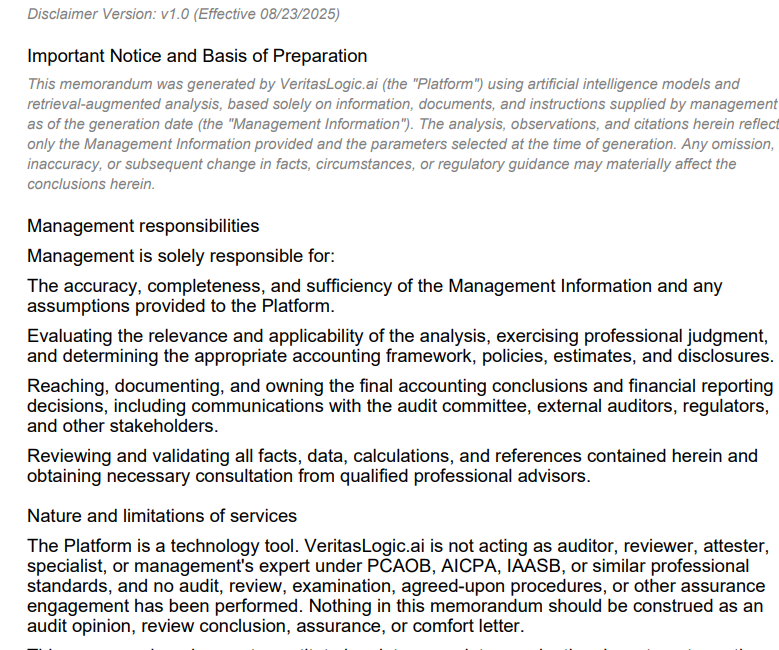 Disclaimer Version: v1.0 (Effective 08/23/2025)
Important Notice and Basis of Preparation
This memorandum was generated by VeritasLogic.ai (the "Platform") using artificial intelligence models and
retrieval-augmented analysis, based solely on information, documents, and instructions supplied by management
as of the generation date (the "Management Information"). The analysis, observations, and citations herein reflect
only the Management Information provided and the parameters selected at the time of generation. Any omission,
inaccuracy, or subsequent change in facts, circumstances, or regulatory guidance may materially affect the
conclusions herein.
Management responsibilities
Management is solely responsible for:
The accuracy, completeness, and sufficiency of the Management Information and any
assumptions provided to the Platform.
Evaluating the relevance and applicability of the analysis, exercising professional judgment,
and determining the appropriate accounting framework, policies, estimates, and disclosures.
Reaching, documenting, and owning the final accounting conclusions and financial reporting
decisions, including communications with the audit committee, external auditors, regulators,
and other stakeholders.
Reviewing and validating all facts, data, calculations, and references contained herein and
obtaining necessary consultation from qualified professional advisors.
Nature and limitations of services
The Platform is a technology tool. VeritasLogic.ai is not acting as auditor, reviewer, attester,
specialist, or management's expert under PCAOB, AICPA, IAASB, or similar professional
standards, and no audit, review, examination, agreed-upon procedures, or other assurance
engagement has been performed. Nothing in this memorandum should be construed as an
audit opinion, review conclusion, assurance, or comfort letter.